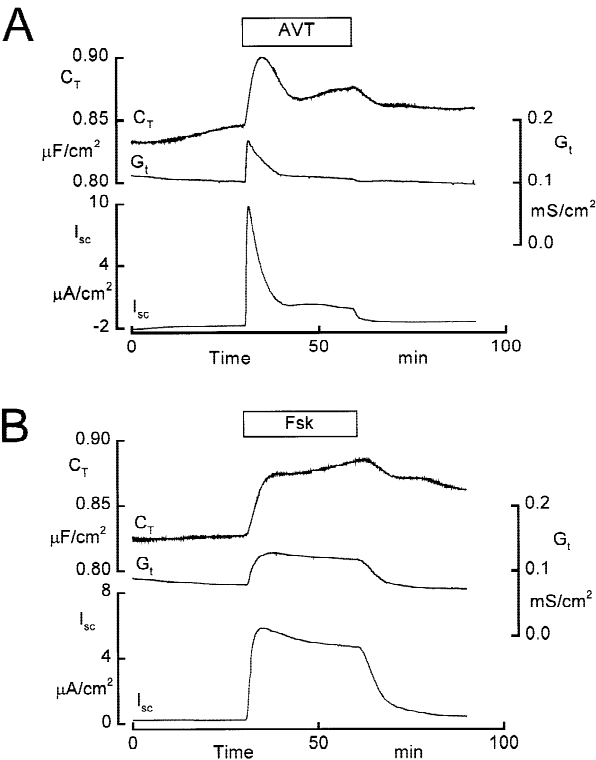 A
AVT
0.90
C_T
0.85
C_T
0.2
G_t
μF/cm²
G_t
0.80
0.1
mS/cm²
10
0.0
I_sc
4
μA/cm²
I_sc
-2
0 Time 50 min 100
B
Fsk
0.90
C_T
0.85
0.2
C_T
μF/cm²
G_t
G_t
0.80
0.1
8
mS/cm²
I_sc
0.0
4
μA/cm²
I_sc
0
0 Time 50 min 100